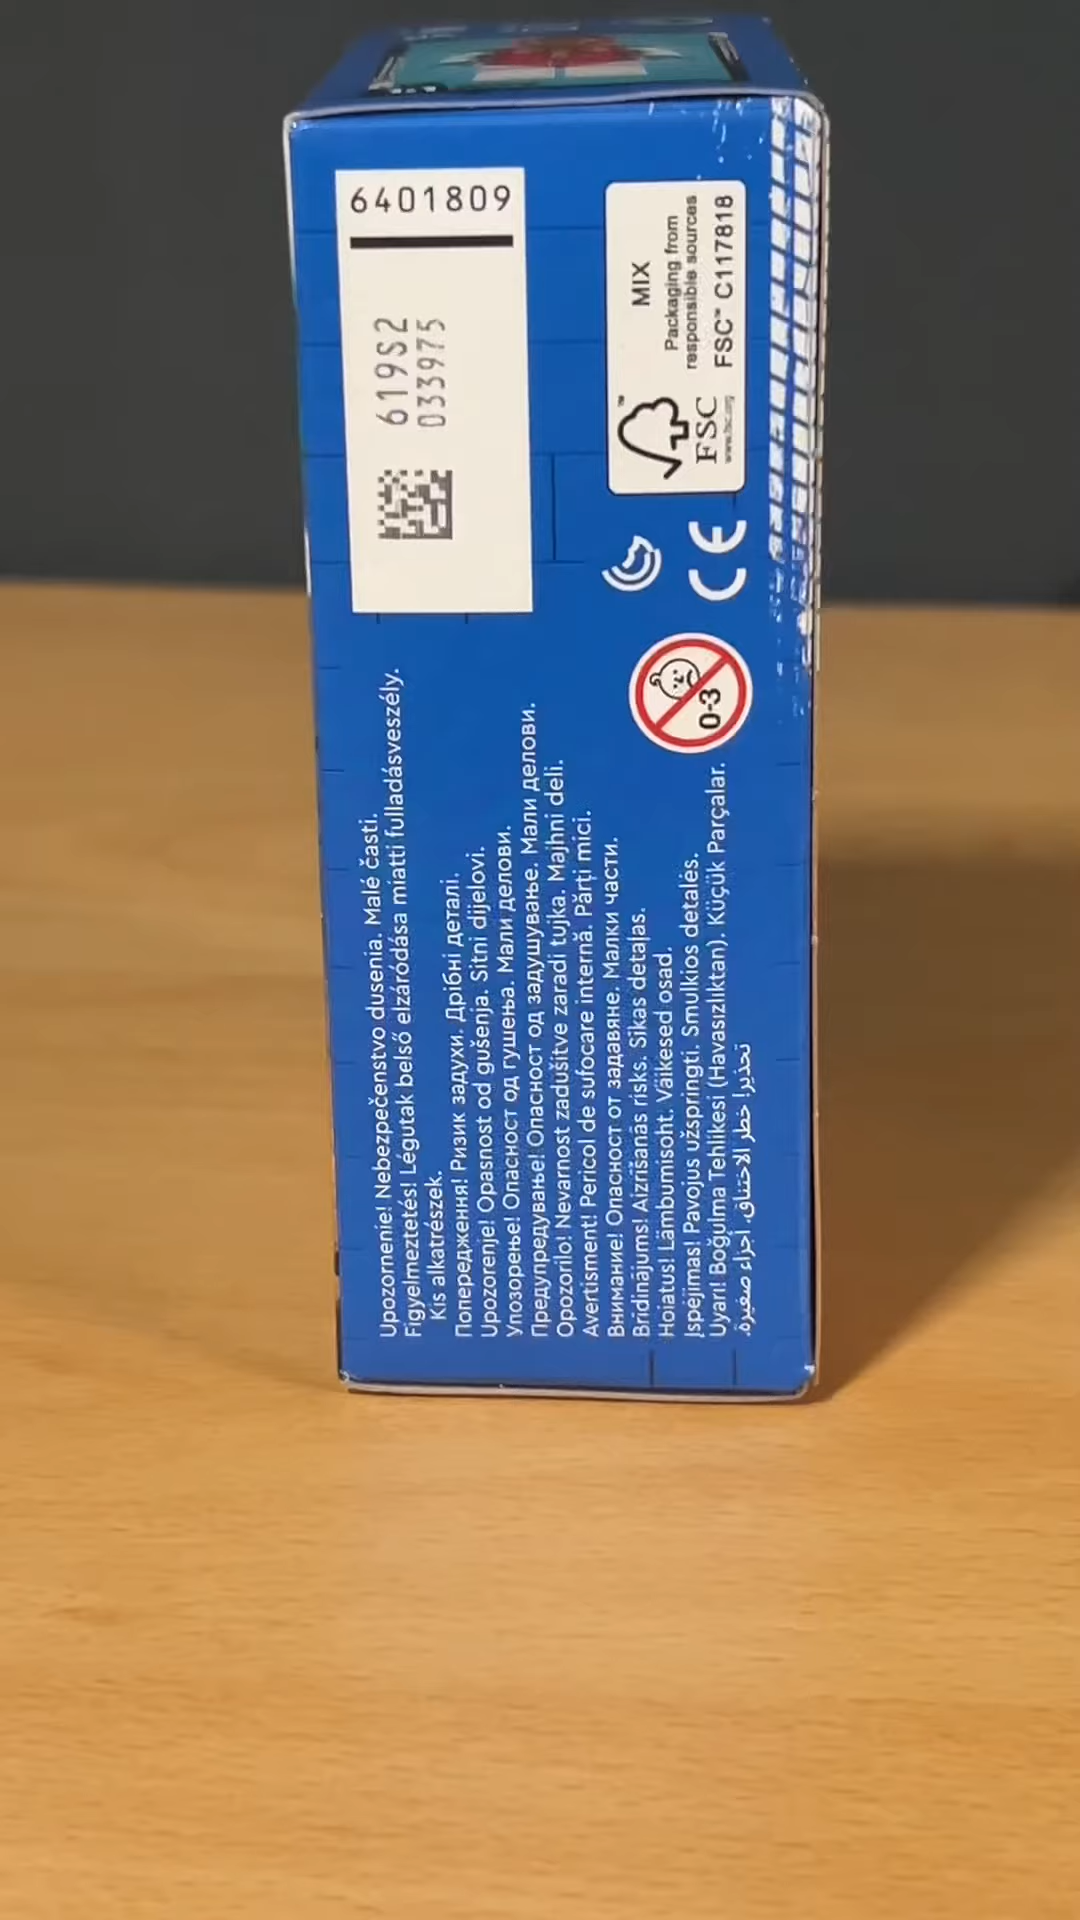 6401809
619S2
033975
MIX
Packaging from
responsible sources
FSC™ C117818
FSC
www.fsc.org
CE
0-3
Upozornenie! Nebezpečenstvo dusenia. Malé časti.
Figyelmeztetés! Légutak belső elzáródása miatti fulladásveszély.
Kis alkatrészek.
Попередження! Ризик задухи. Дрібні деталі.
Upozorenje! Opasnost od gušenja. Sitni dijelovi.
Упозорење! Опасност од гушења. Мали делови.
Предупредување! Опасност од задушување. Мали делови.
Opozorilo! Nevarnost zadušitve zaradi tujka. Majhni deli.
Avertisment! Pericol de sufocare internă. Părți mici.
Внимание! Опасност от задавяне. Малки части.
Brīdinājums! Aizrīšanās risks. Sīkas detaļas.
Hoiatus! Lämbumisoht. Väikesed osad.
Įspėjimas! Pavojus užspringti. Smulkios detalės.
Uyarı! Boğulma Tehlikesi (Havasızlıktan). Küçük Parçalar.
تحذير! خطر الاختناق. أجزاء صغيرة.